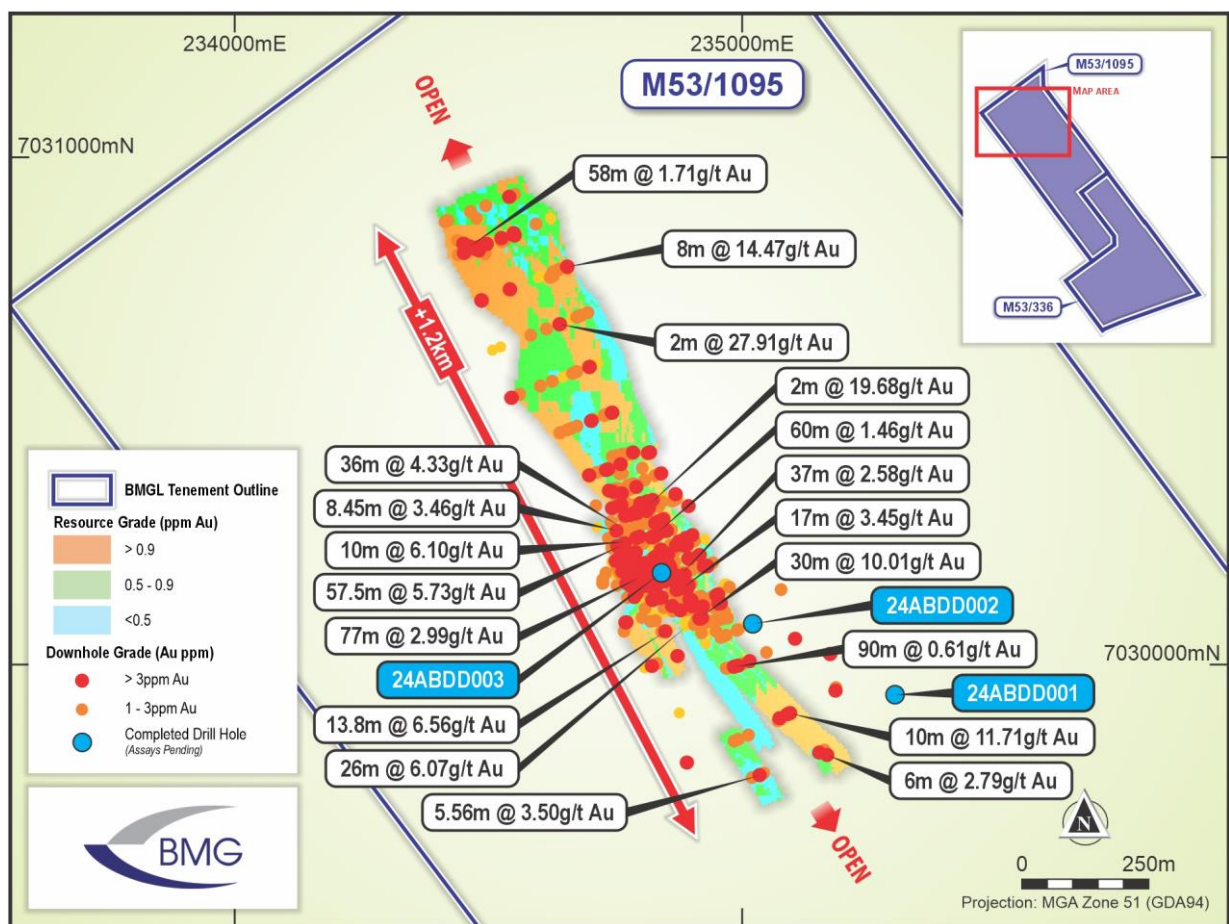 234000mE
235000mE
M53/1095
M53/1095
MAP AREA
M53/336
7031000mN
OPEN
58m @ 1.71g/t Au
8m @ 14.47g/t Au
2m @ 27.91g/t Au
+1.2km
2m @ 19.68g/t Au
60m @ 1.46g/t Au
37m @ 2.58g/t Au
17m @ 3.45g/t Au
30m @ 10.01g/t Au
24ABDD002
90m @ 0.61g/t Au
7030000mN
24ABDD001
10m @ 11.71g/t Au
6m @ 2.79g/t Au
36m @ 4.33g/t Au
8.45m @ 3.46g/t Au
10m @ 6.10g/t Au
57.5m @ 5.73g/t Au
77m @ 2.99g/t Au
24ABDD003
13.8m @ 6.56g/t Au
26m @ 6.07g/t Au
5.56m @ 3.50g/t Au
OPEN
BMGL Tenement Outline
Resource Grade (ppm Au)
> 0.9
0.5 - 0.9
<0.5
Downhole Grade (Au ppm)
> 3ppm Au
1 - 3ppm Au
Completed Drill Hole
(Assays Pending)
BMG
N
0 250m
Projection: MGA Zone 51 (GDA94)